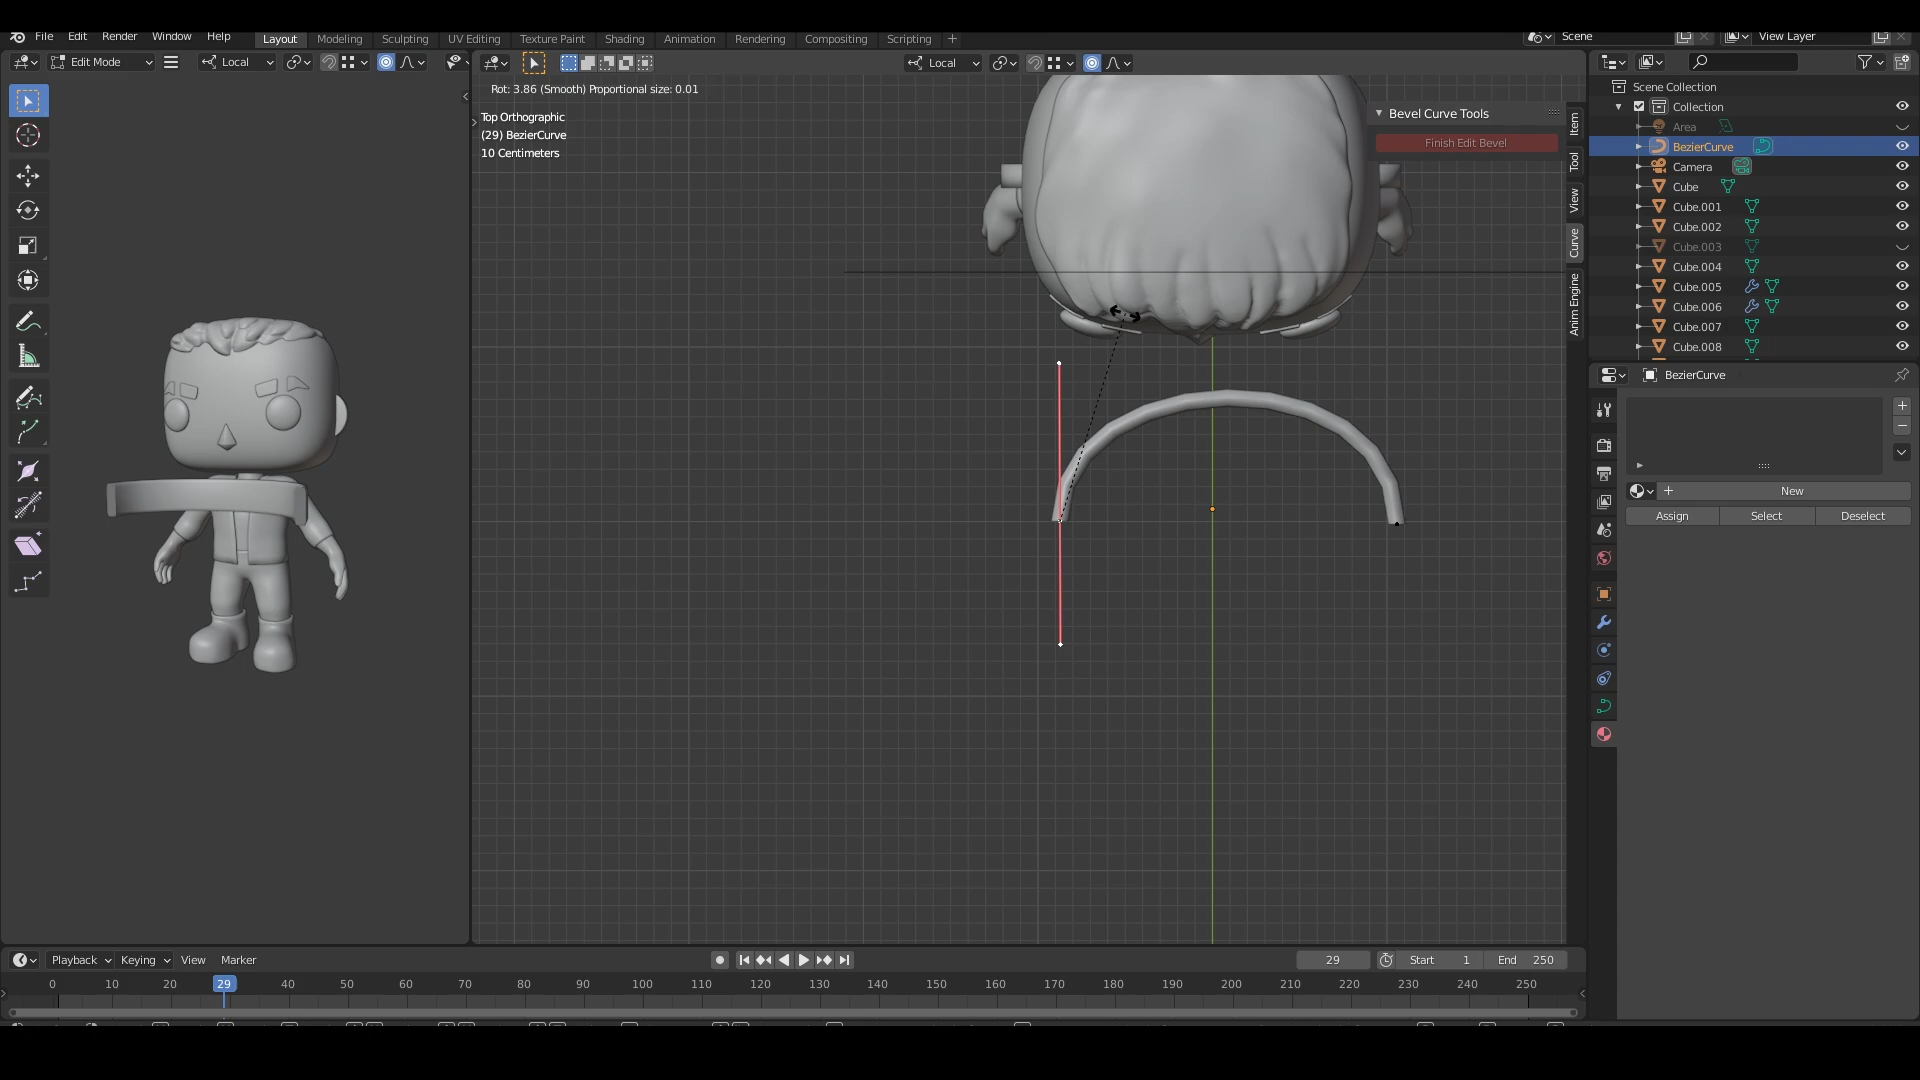 File Edit Render Window Help Layout Modeling Sculpting UV Editing Texture Paint Shading Animation Rendering Compositing Scripting + Scene View Layer
Edit Mode Local Local
Rot: 3.86 (Smooth) Proportional size: 0.01
Top Orthographic
(29) BezierCurve
10 Centimeters
Bevel Curve Tools
Finish Edit Bevel
Item
Tool
View
Curve
Anim Engine
Scene Collection
Collection
Area
BezierCurve
Camera
Cube
Cube.001
Cube.002
Cube.003
Cube.004
Cube.005
Cube.006
Cube.007
Cube.008
BezierCurve
+ New
Assign Select Deselect
Playback Keying View Marker 29 Start 1 End 250
0 10 20 29 40 50 60 70 80 90 100 110 120 130 140 150 160 170 180 190 200 210 220 230 240 250